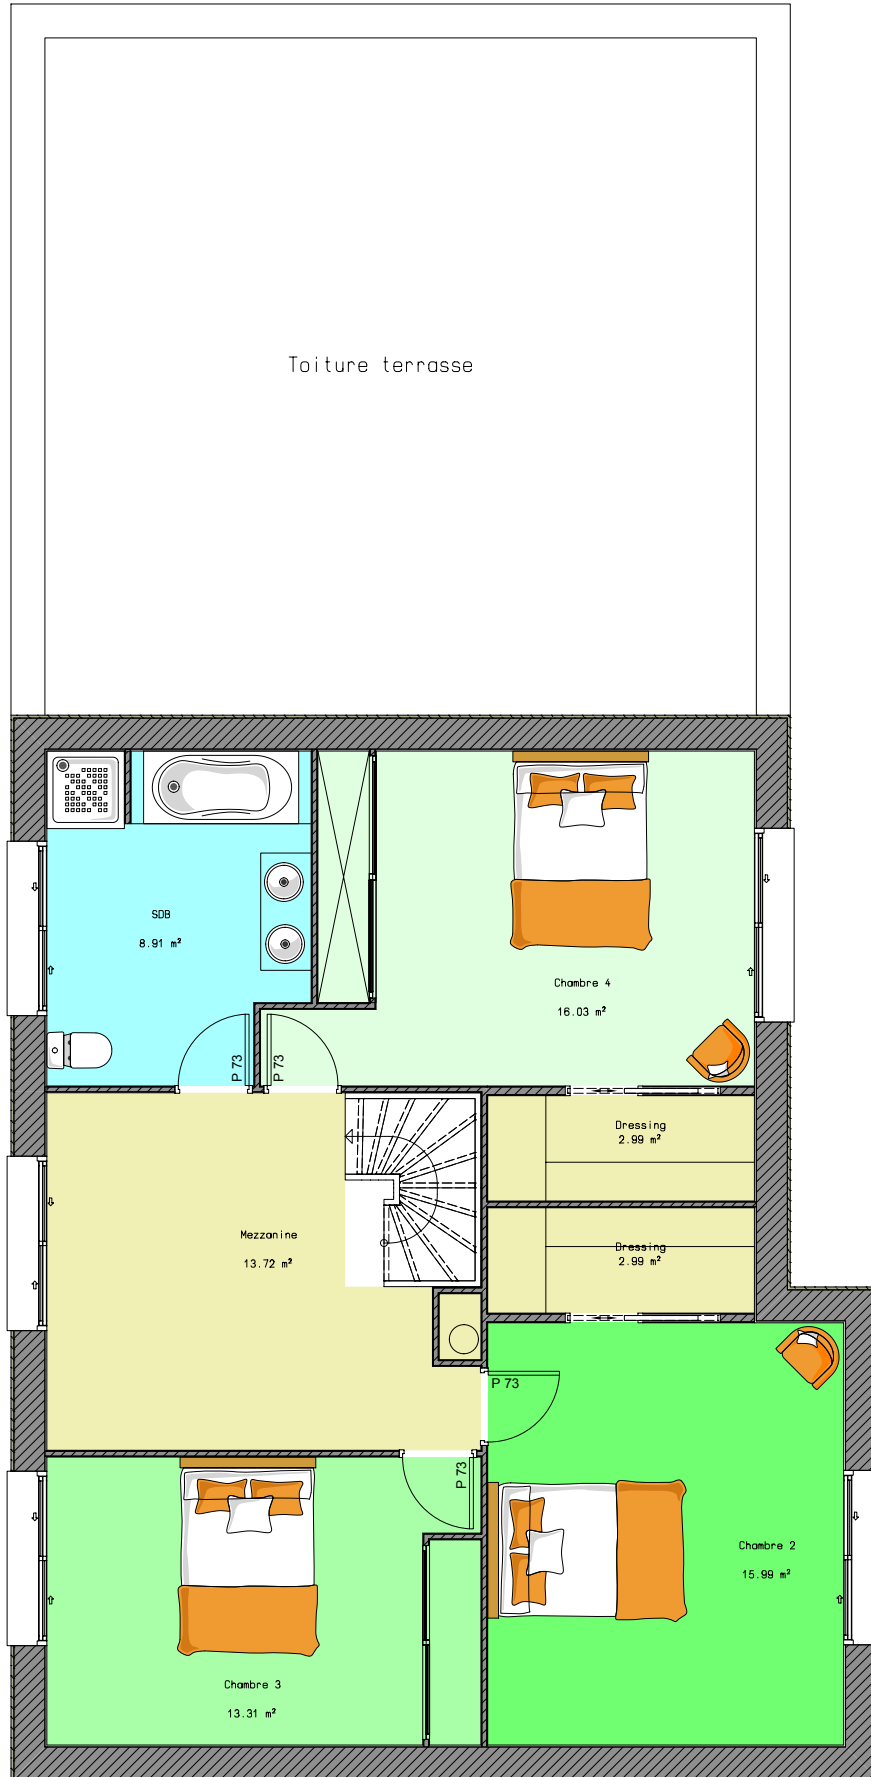 Toiture terrasse
SDB
8.91 m²
Chambre 4
16.03 m²
P 73
P 73
Dressing
2.99 m²
Mezzanine
13.72 m²
Dressing
2.99 m²
P 73
P 73
Chambre 2
15.99 m²
Chambre 3
13.31 m²